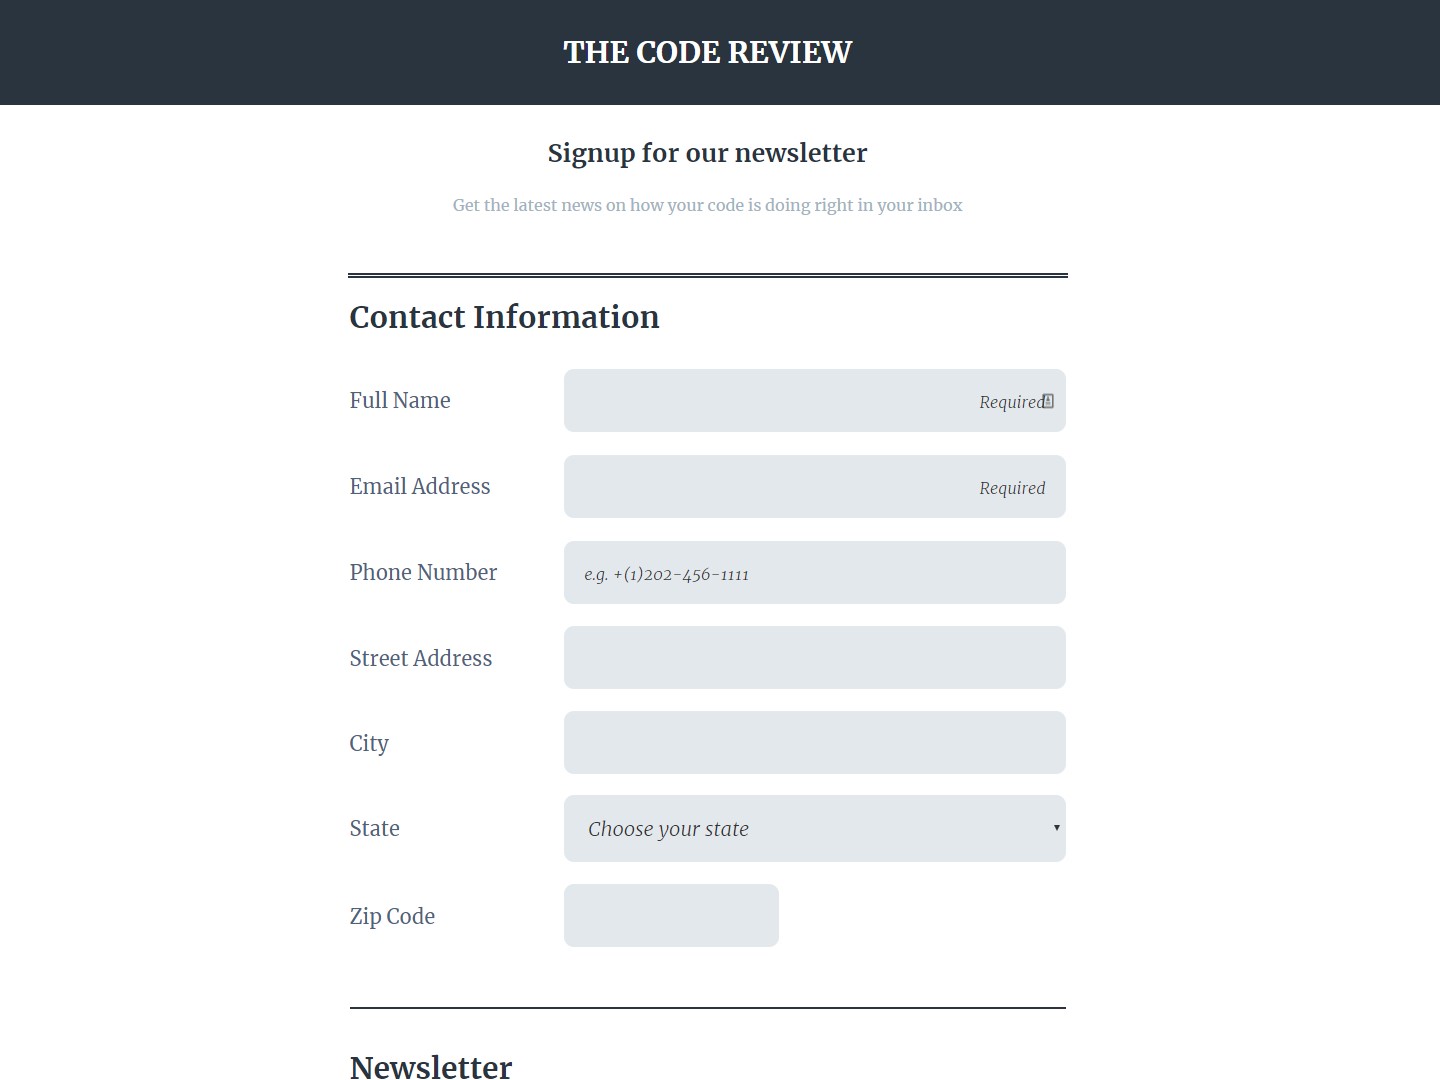 THE CODE REVIEW
Signup for our newsletter
Get the latest news on how your code is doing right in your inbox
Contact Information
Full Name Required
Email Address Required
Phone Number e.g. +(1)202-456-1111
Street Address
City
State Choose your state
Zip Code
Newsletter